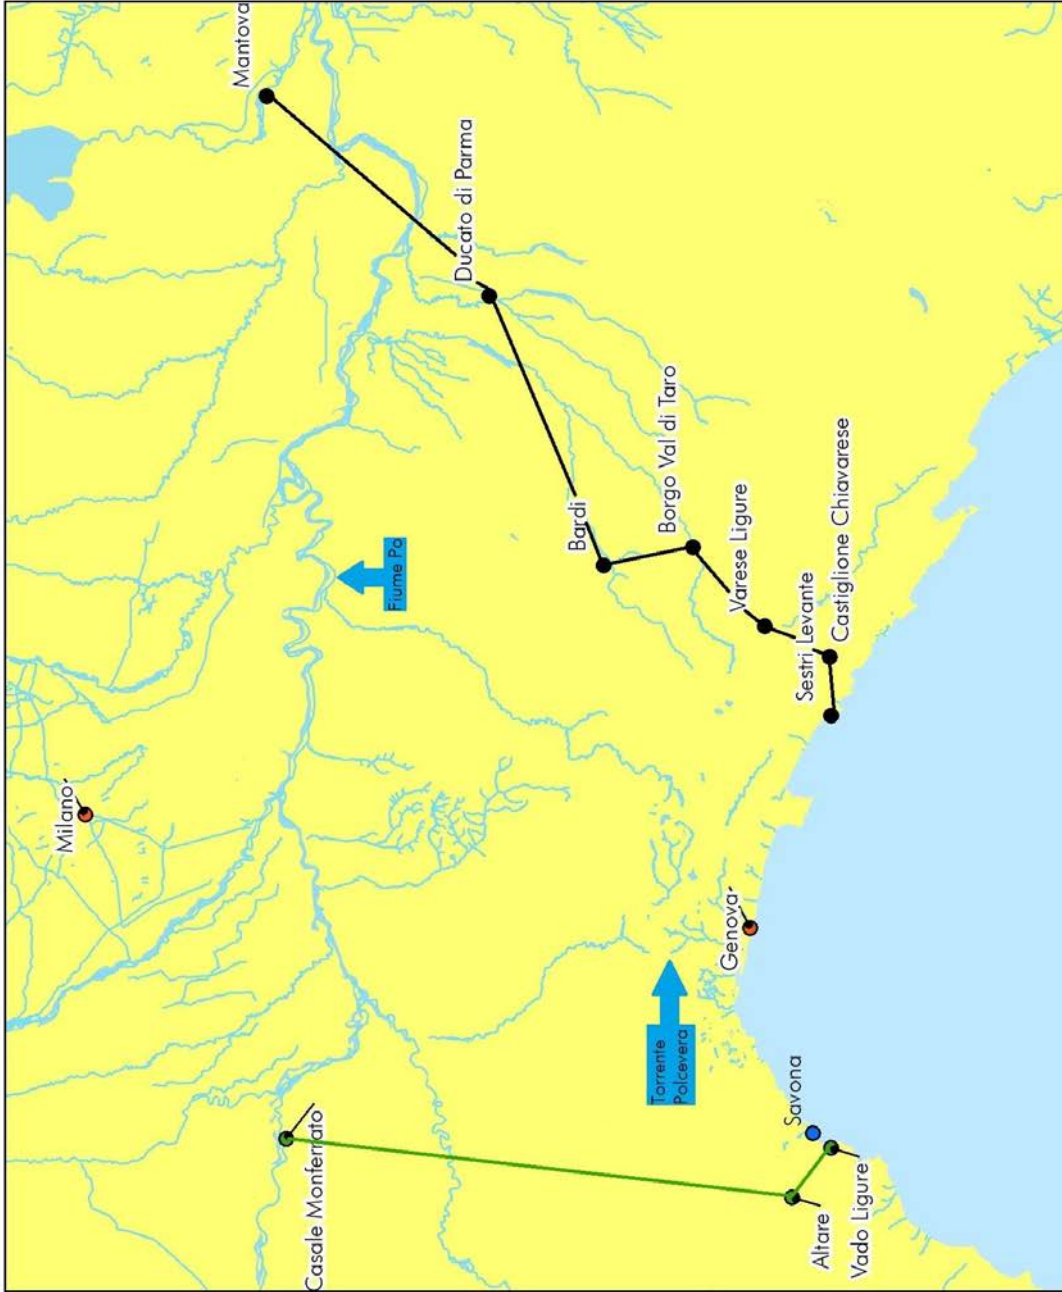 Milano
Mantova
Casale Monferrato
Fiume Po
Ducato di Parma
Bardi
Torrente
Polcevera
Borgo Val di Taro
Genova
Varese Ligure
Savona
Altare
Vado Ligure
Sestri Levante
Castiglione Chiavarese